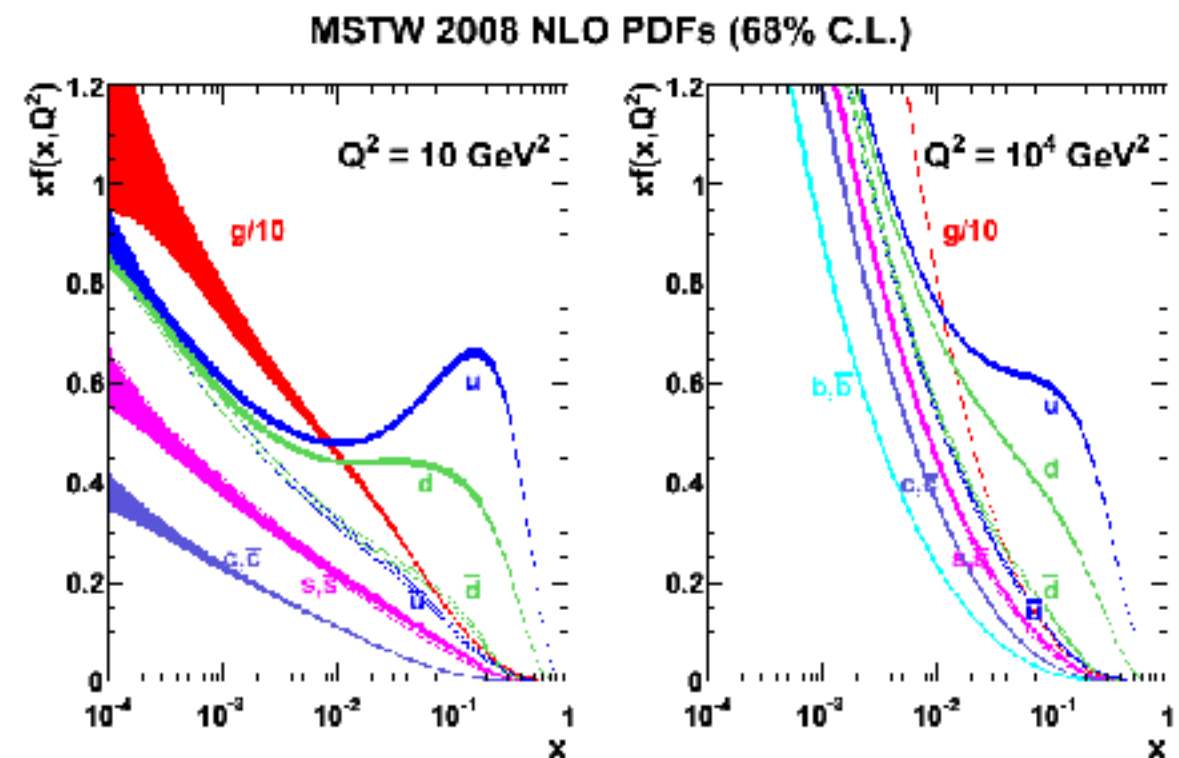 MSTW 2008 NLO PDFs (68% C.L.)
xf(x,Q²)
1.2
1
0.8
0.6
0.4
0.2
0
Q² = 10 GeV²
g/10
u
d
c,c̅
s,s̅
u̅
d̅
10⁻⁴ 10⁻³ 10⁻² 10⁻¹ 1
x
xf(x,Q²)
1.2
1
0.8
0.6
0.4
0.2
0
Q² = 10⁴ GeV²
g/10
b,b̅
u
d
c,c̅
s,s̅
d̅
u̅
10⁻⁴ 10⁻³ 10⁻² 10⁻¹ 1
x